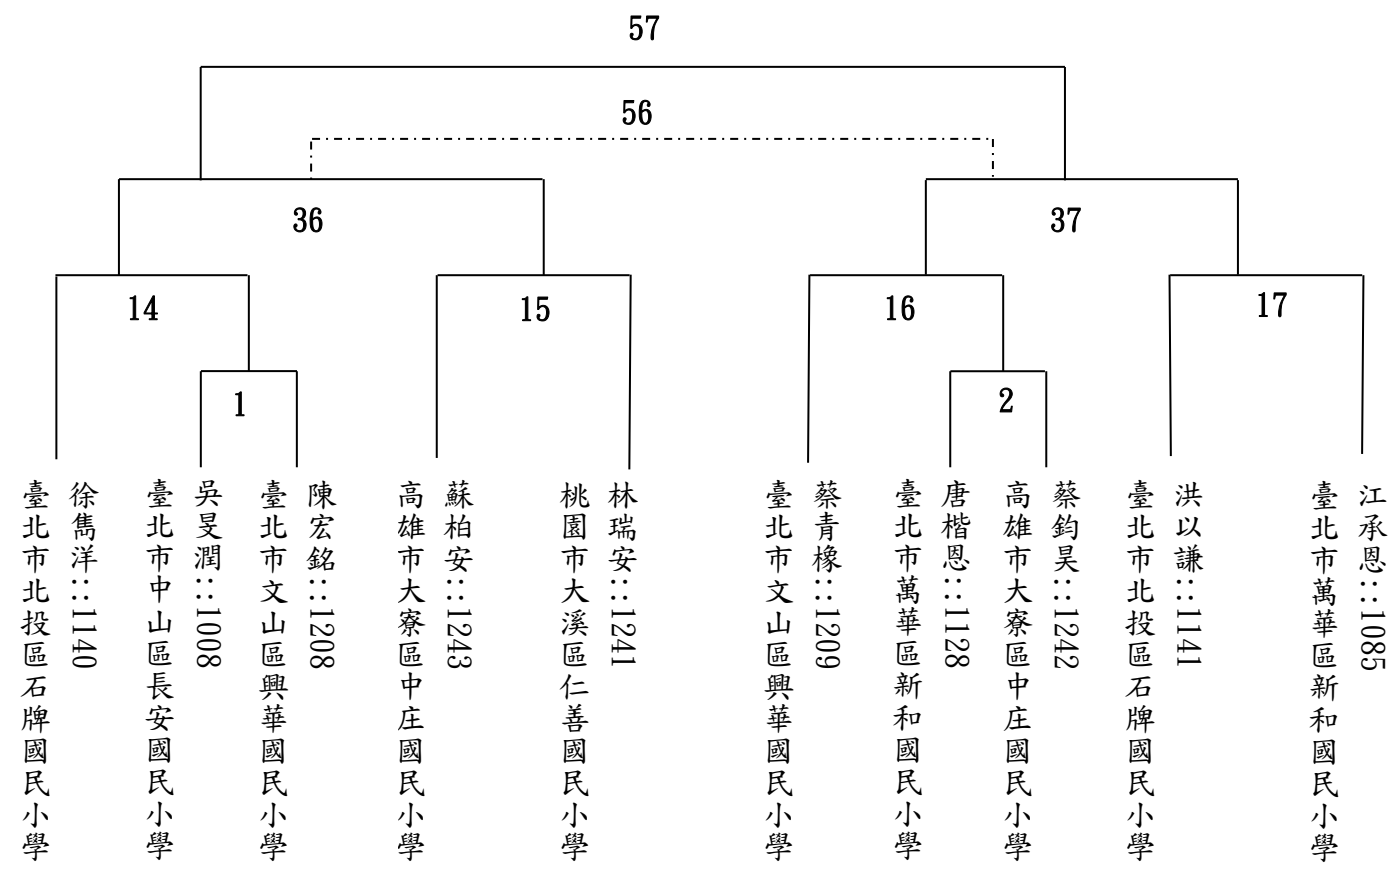 57
56
36
37
14
15
16
17
1
2
徐雋洋::1140
臺北市北投區石牌國民小學
吳旻潤::1008
臺北市中山區長安國民小學
陳宏銘::1208
臺北市文山區興華國民小學
蘇柏安::1243
高雄市大寮區中庄國民小學
林瑞安::1241
桃園市大溪區仁善國民小學
蔡青橡::1209
臺北市文山區興華國民小學
唐楷恩::1128
臺北市萬華區新和國民小學
蔡鈞昊::1242
高雄市大寮區中庄國民小學
洪以謙::1141
臺北市北投區石牌國民小學
江承恩::1085
臺北市萬華區新和國民小學